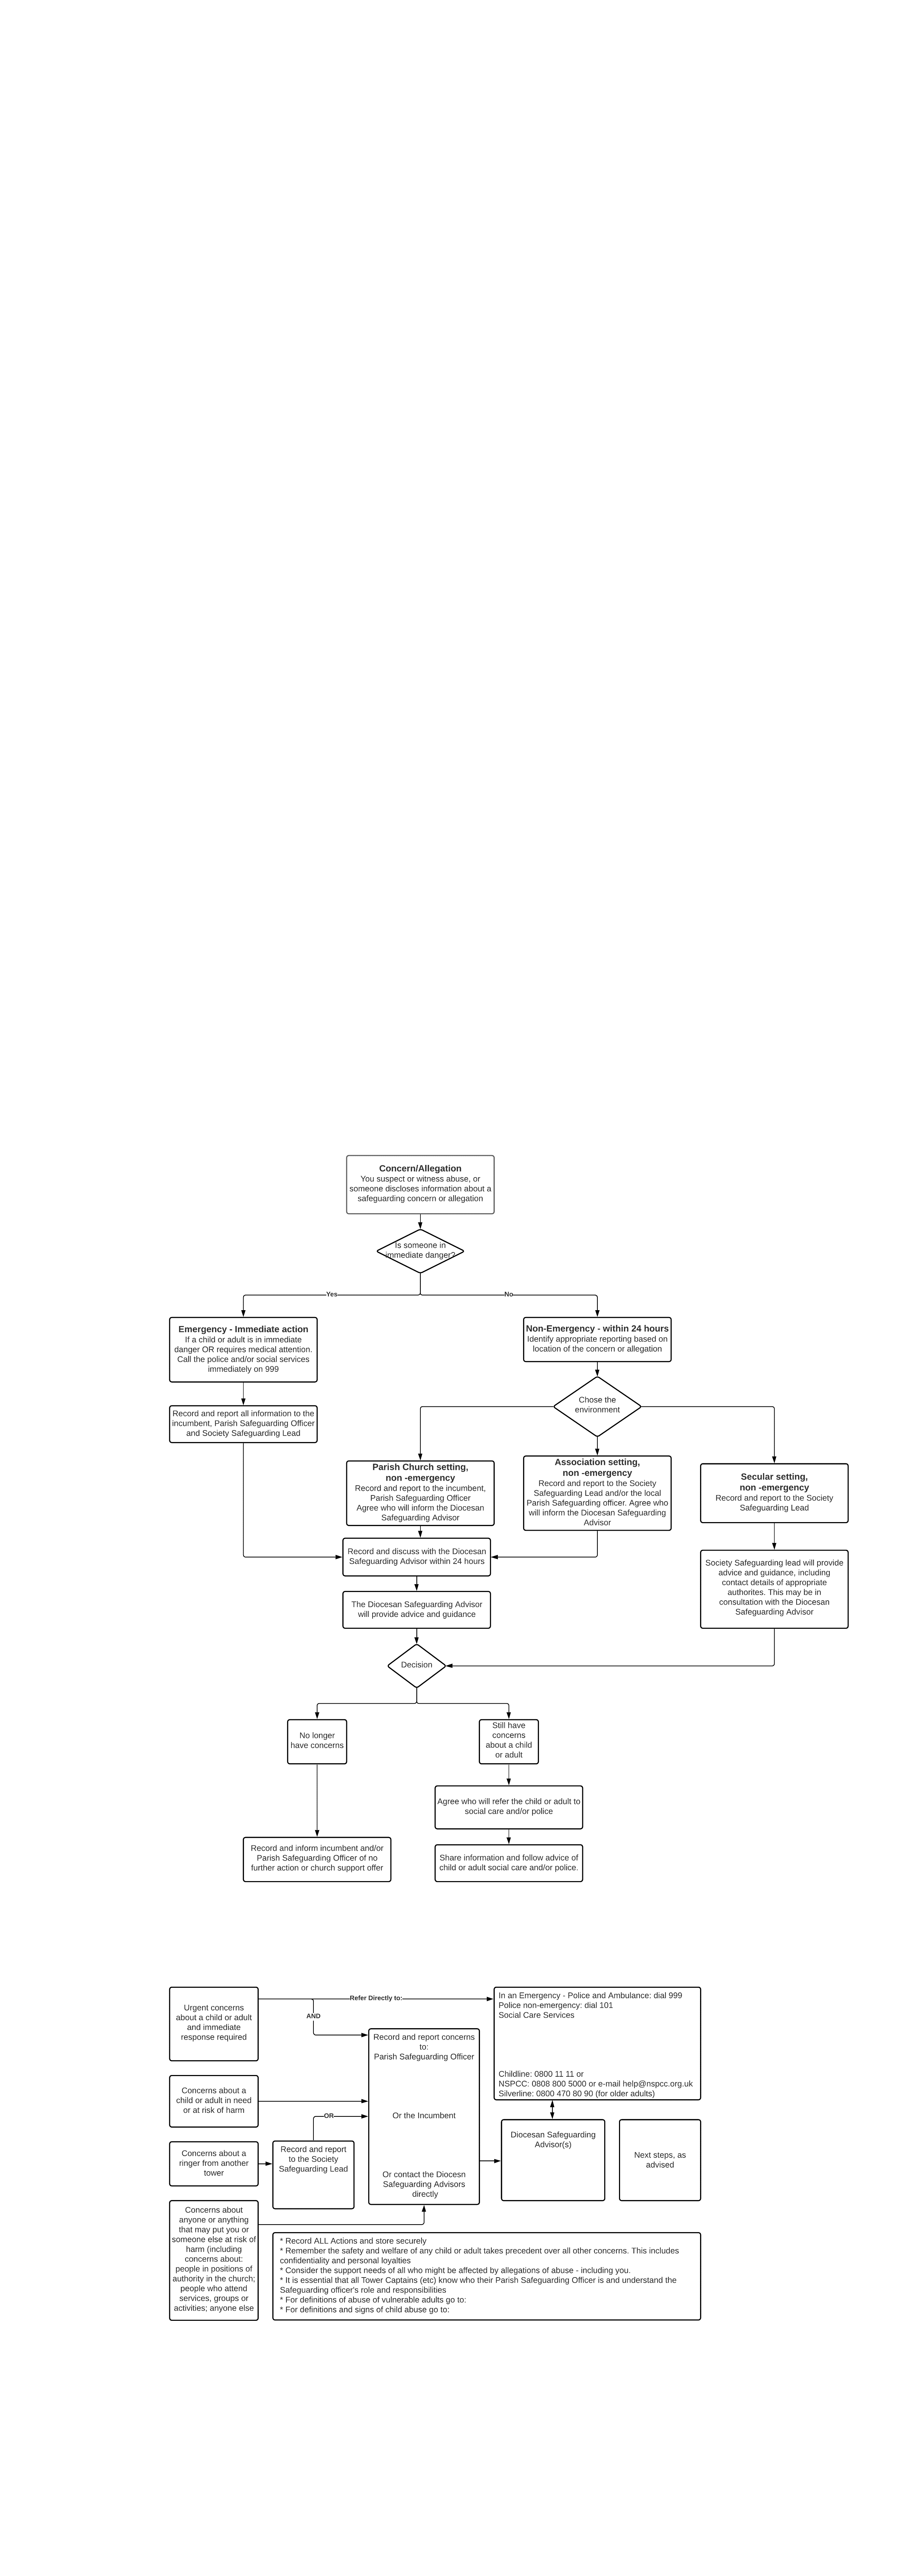 Concern/Allegation
You suspect or witness abuse, or
someone discloses information about a
safeguarding concern or allegation
Is someone in
immediate danger?
Yes
No
Emergency - Immediate action
If a child or adult is in immediate
danger OR requires medical attention.
Call the police and/or social services
immediately on 999
Non-Emergency - within 24 hours
Identify appropriate reporting based on
location of the concern or allegation
Record and report all information to the
incumbent, Parish Safeguarding Officer
and Society Safeguarding Lead
Chose the
environment
Parish Church setting,
non -emergency
Record and report to the incumbent,
Parish Safeguarding Officer
Agree who will inform the Diocesan
Safeguarding Advisor
Association setting,
non -emergency
Record and report to the Society
Safeguarding Lead and/or the local
Parish Safeguarding officer. Agree who
will inform the Diocesan Safeguarding
Advisor
Secular setting,
non -emergency
Record and report to the Society
Safeguarding Lead
Record and discuss with the Diocesan
Safeguarding Advisor within 24 hours
Society Safeguarding lead will provide
advice and guidance, including
contact details of appropriate
authorites. This may be in
consultation with the Diocesan
Safeguarding Advisor
The Diocesan Safeguarding Advisor
will provide advice and guidance
Decision
No longer
have concerns
Still have
concerns
about a child
or adult
Agree who will refer the child or adult to
social care and/or police
Record and inform incumbent and/or
Parish Safeguarding Officer of no
further action or church support offer
Share information and follow advice of
child or adult social care and/or police.
Urgent concerns
about a child or adult
and immediate
response required
Refer Directly to:
AND
In an Emergency - Police and Ambulance: dial 999
Police non-emergency: dial 101
Social Care Services
Childline: 0800 11 11 or
NSPCC: 0808 800 5000 or e-mail help@nspcc.org.uk
Silverline: 0800 470 80 90 (for older adults)
Record and report concerns
to:
Parish Safeguarding Officer
Or the Incumbent
Or contact the Diocesn
Safeguarding Advisors
directly
Concerns about a
child or adult in need
or at risk of harm
OR
Concerns about a
ringer from another
tower
Record and report
to the Society
Safeguarding Lead
Diocesan Safeguarding
Advisor(s)
Next steps, as
advised
Concerns about
anyone or anything
that may put you or
someone else at risk of
harm (including
concerns about:
people in positions of
authority in the church;
people who attend
services, groups or
activities; anyone else
* Record ALL Actions and store securely
* Remember the safety and welfare of any child or adult takes precedent over all other concerns. This includes
confidentiality and personal loyalties
* Consider the support needs of all who might be affected by allegations of abuse - including you.
* It is essential that all Tower Captains (etc) know who their Parish Safeguarding Officer is and understand the
Safeguarding officer's role and responsibilities
* For definitions of abuse of vulnerable adults go to:
* For definitions and signs of child abuse go to: